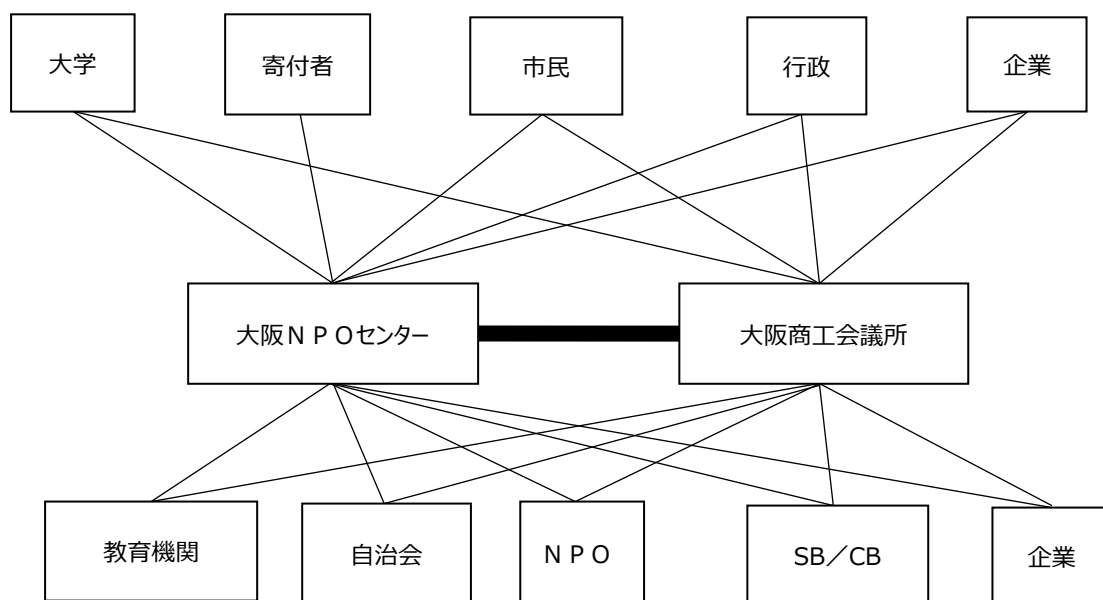 大学
寄付者
市民
行政
企業
大阪ＮＰＯセンター
大阪商工会議所
教育機関
自治会
ＮＰＯ
SB／CB
企業